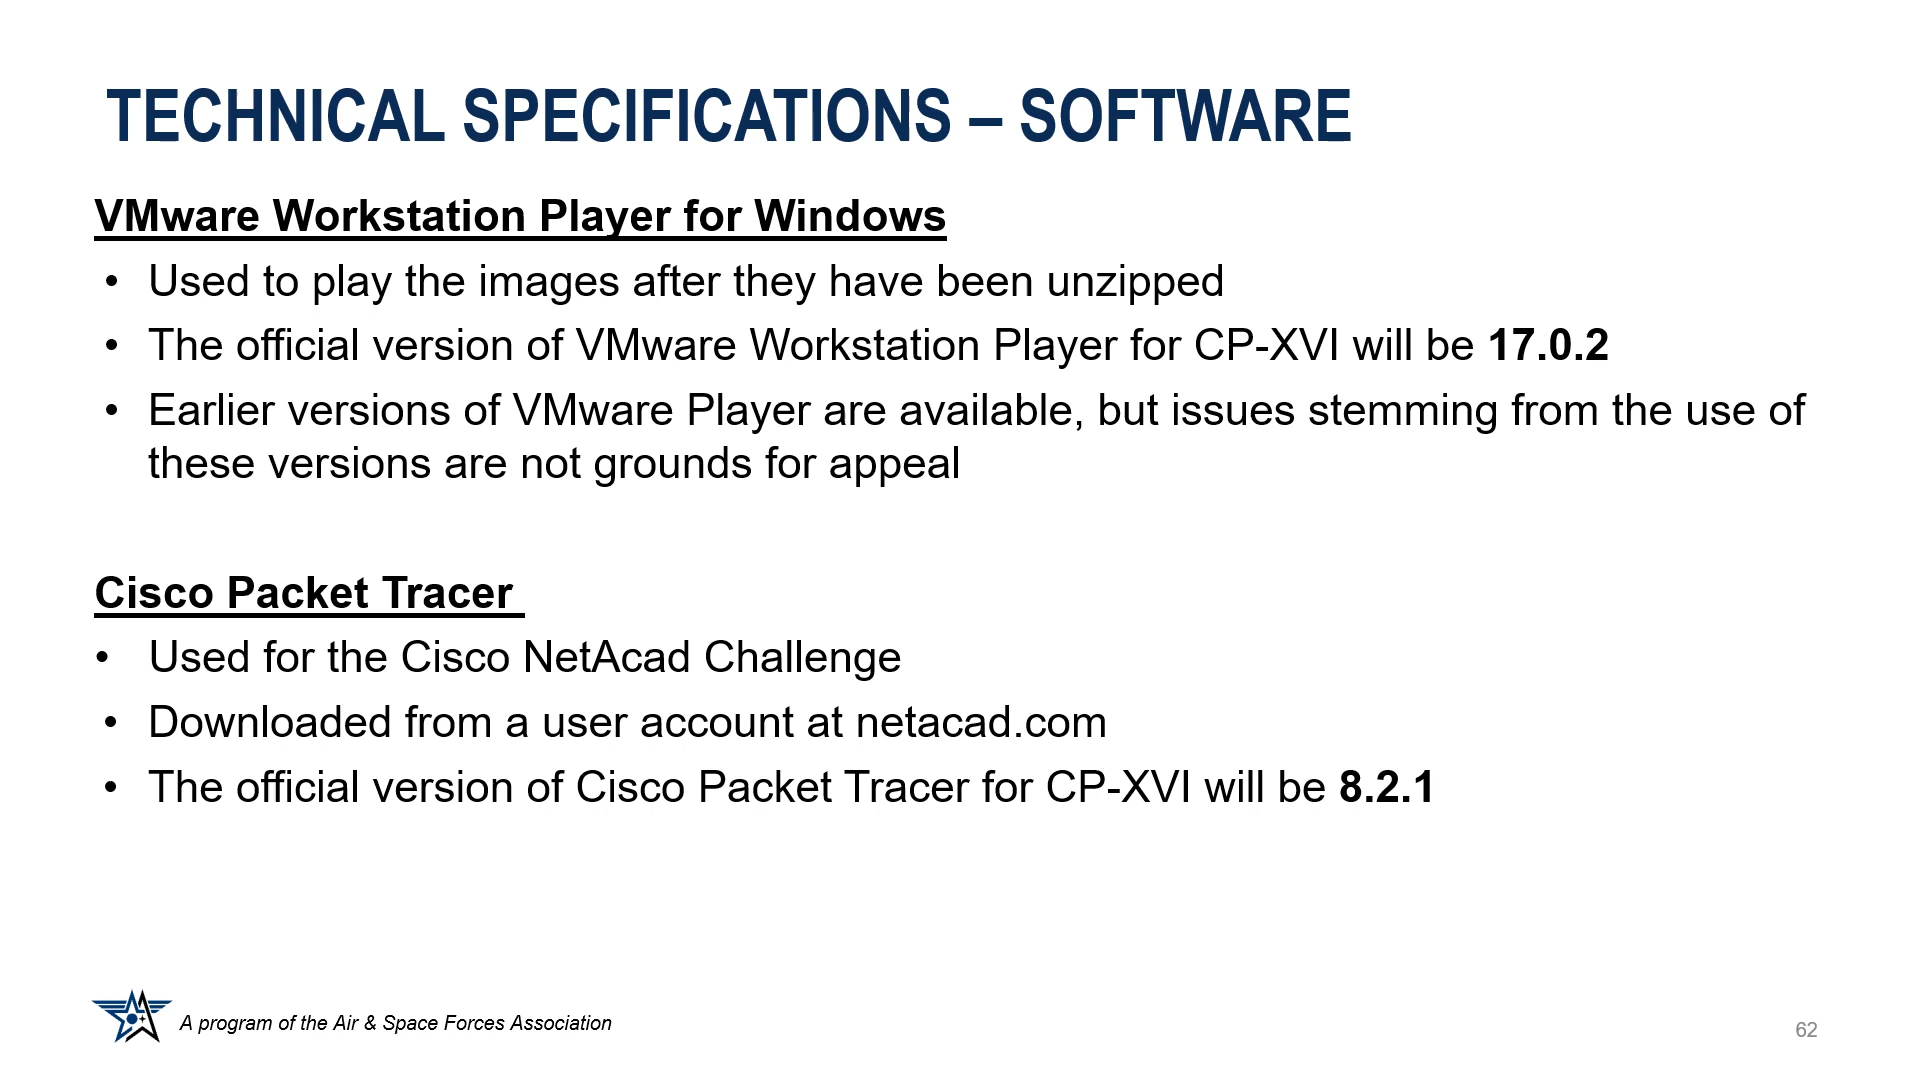 TECHNICAL SPECIFICATIONS – SOFTWARE
VMware Workstation Player for Windows
• Used to play the images after they have been unzipped
• The official version of VMware Workstation Player for CP-XVI will be 17.0.2
• Earlier versions of VMware Player are available, but issues stemming from the use of
these versions are not grounds for appeal
Cisco Packet Tracer
• Used for the Cisco NetAcad Challenge
• Downloaded from a user account at netacad.com
• The official version of Cisco Packet Tracer for CP-XVI will be 8.2.1
A program of the Air & Space Forces Association
62